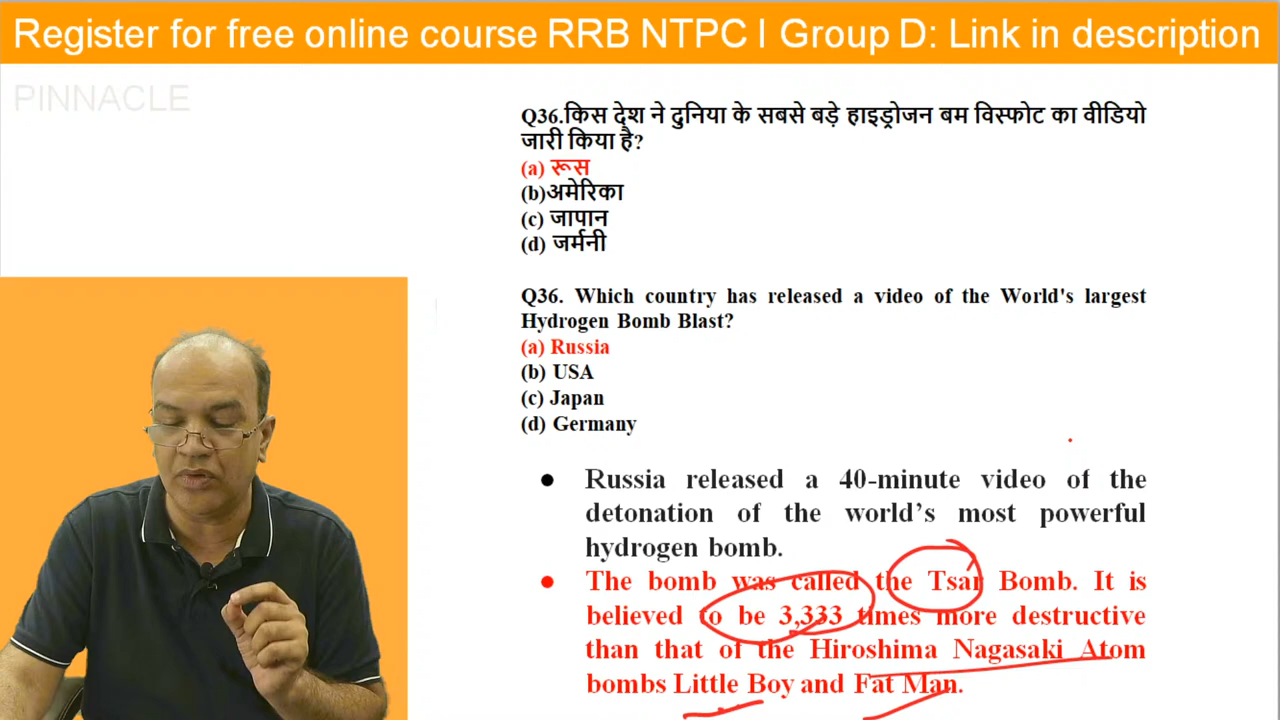 Register for free online course RRB NTPC I Group D: Link in description
PINNACLE
Q36.किस देश ने दुनिया के सबसे बड़े हाइड्रोजन बम विस्फोट का वीडियो
जारी किया है?
(a) रूस
(b)अमेरिका
(c) जापान
(d) जर्मनी
Q36. Which country has released a video of the World's largest
Hydrogen Bomb Blast?
(a) Russia
(b) USA
(c) Japan
(d) Germany
● Russia released a 40-minute video of the
detonation of the world’s most powerful
hydrogen bomb.
● The bomb was called the Tsar Bomb. It is
believed to be 3,333 times more destructive
than that of the Hiroshima Nagasaki Atom
bombs Little Boy and Fat Man.